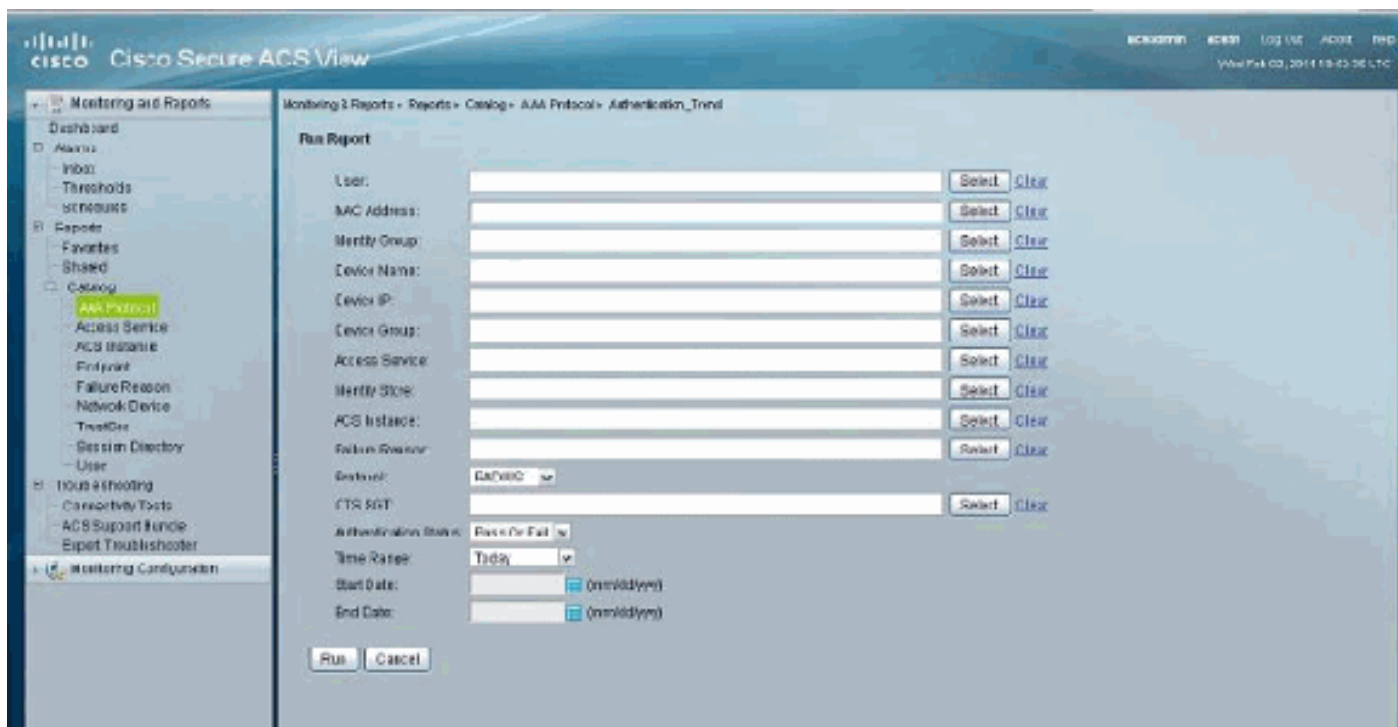 CISCO Cisco Secure ACS View
acsadmin acs01 Log Out About Help
Monitoring and Reports
Dashboard
Alarms
Inbox
Thresholds
Schedules
Reports
Favorites
Shared
Catalog
AAA Protocol
Access Service
ACS Instance
Endpoint
Failure Reason
Network Device
TrustSec
Session Directory
User
Troubleshooting
Connectivity Tests
ACS Support Bundle
Expert Troubleshooter
Monitoring Configuration
Monitoring & Reports > Reports > Catalog > AAA Protocol > Authentication_Trend
Run Report
User: Select Clear
MAC Address: Select Clear
Identity Group: Select Clear
Device Name: Select Clear
Device IP: Select Clear
Device Group: Select Clear
Access Service: Select Clear
Identity Store: Select Clear
ACS Instance: Select Clear
Failure Reason: Select Clear
Protocol: RADIUS
CTS SGT: Select Clear
Authentication Status: Pass Or Fail
Time Range: Today
Start Date: (mm/dd/yyyy)
End Date: (mm/dd/yyyy)
Run Cancel